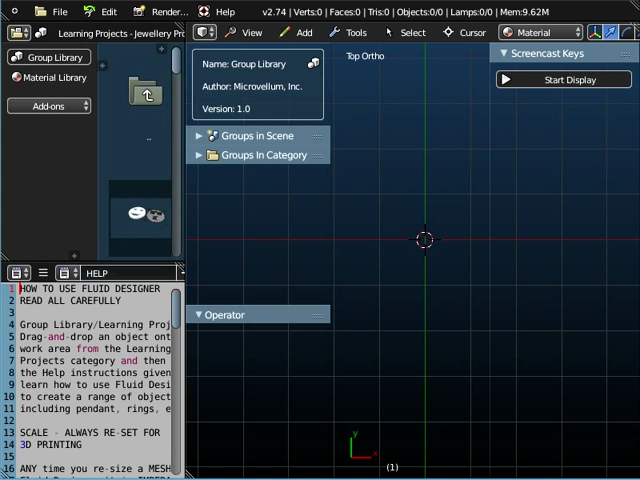 File Edit Render... Help v2.74 | Verts:0 | Faces:0 | Tris:0 | Objects:0/0 | Lamps:0/0 | Mem:9.62M
Learning Projects - Jewellery Pr
View Add Tools Select Cursor Material
Group Library
Material Library
Add-ons
..
Name: Group Library
Author: Microvellum, Inc.
Version: 1.0
Groups in Scene
Groups In Category
Operator
Top Ortho
Screencast Keys
Start Display
y
x
(1)
HELP
1 HOW TO USE FLUID DESIGNER
2 READ ALL CAREFULLY
3
4 Group Library/Learning Proj
5 Drag-and-drop an object ont
6 work area from the Learning
7 Projects category and then
8 the Help instructions given
9 learn how to use Fluid Desi
10 to create a range of object
11 including pendant, rings, e
12
13 SCALE - ALWAYS RE-SET FOR
14 3D PRINTING
15
16 ANY time you re-size a MESH